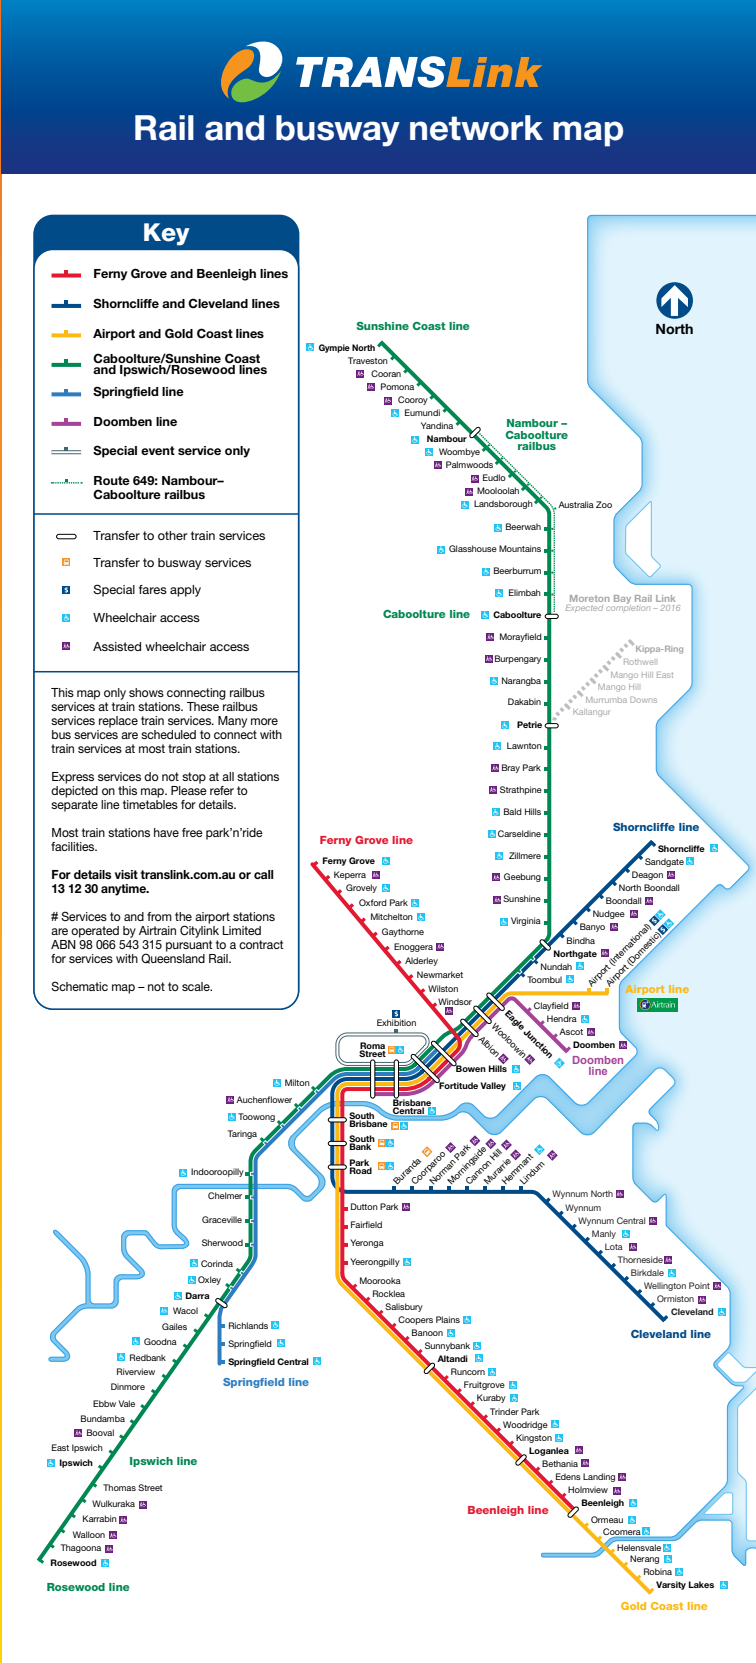 TRANSLink
Rail and busway network map
Key
Ferny Grove and Beenleigh lines
Shorncliffe and Cleveland lines
Airport and Gold Coast lines
Caboolture/Sunshine Coast
and Ipswich/Rosewood lines
Springfield line
Doomben line
Special event service only
Route 649: Nambour–
Caboolture railbus
Transfer to other train services
Transfer to busway services
Special fares apply
Wheelchair access
Assisted wheelchair access
This map only shows connecting railbus
services at train stations. These railbus
services replace train services. Many more
bus services are scheduled to connect with
train services at most train stations.
Express services do not stop at all stations
depicted on this map. Please refer to
separate line timetables for details.
Most train stations have free park’n’ride
facilities.
For details visit translink.com.au or call
13 12 30 anytime.
# Services to and from the airport stations
are operated by Airtrain Citylink Limited
ABN 98 066 543 315 pursuant to a contract
for services with Queensland Rail.
Schematic map – not to scale.
North
Sunshine Coast line
Gympie North
Traveston
Cooran
Pomona
Cooroy
Eumundi
Yandina
Nambour
Woombye
Palmwoods
Eudlo
Mooloolah
Landsborough
Nambour –
Caboolture
railbus
Australia Zoo
Beerwah
Glasshouse Mountains
Beerburrum
Elimbah
Caboolture line
Caboolture
Moreton Bay Rail Link
Expected completion – 2016
Kippa-Ring
Rothwell
Mango Hill East
Mango Hill
Murrumba Downs
Kallangur
Morayfield
Burpengary
Narangba
Dakabin
Petrie
Lawnton
Bray Park
Strathpine
Bald Hills
Carseldine
Zillmere
Geebung
Sunshine
Virginia
Shorncliffe line
Shorncliffe
Sandgate
Deagon
North Boondall
Boondall
Nudgee
Banyo
Bindha
Northgate
Nundah
Toombul
Airport (International)
Airport (Domestic)
Airport line
Airtrain
Ferny Grove line
Ferny Grove
Keperra
Grovely
Oxford Park
Mitchelton
Gaythorne
Enoggera
Alderley
Newmarket
Wilston
Windsor
Eagle Junction
Wooloowin
Albion
Clayfield
Hendra
Ascot
Doomben
Doomben
line
Exhibition
Roma
Street
Bowen Hills
Fortitude Valley
Brisbane
Central
South
Brisbane
South
Bank
Park
Road
Milton
Auchenflower
Toowong
Taringa
Indooroopilly
Chelmer
Graceville
Sherwood
Corinda
Oxley
Darra
Wacol
Gailes
Goodna
Redbank
Riverview
Dinmore
Ebbw Vale
Bundamba
Booval
East Ipswich
Ipswich
Ipswich line
Thomas Street
Wulkuraka
Karrabin
Walloon
Thagoona
Rosewood
Rosewood line
Richlands
Springfield
Springfield Central
Springfield line
Buranda
Coorparoo
Norman Park
Morningside
Cannon Hill
Murarrie
Hemmant
Lindum
Wynnum North
Wynnum
Wynnum Central
Manly
Lota
Thorneside
Birkdale
Wellington Point
Ormiston
Cleveland
Cleveland line
Dutton Park
Fairfield
Yeronga
Yeerongpilly
Moorooka
Rocklea
Salisbury
Coopers Plains
Banoon
Sunnybank
Altandi
Runcorn
Fruitgrove
Kuraby
Trinder Park
Woodridge
Kingston
Loganlea
Bethania
Edens Landing
Holmview
Beenleigh
Beenleigh line
Ormeau
Coomera
Helensvale
Nerang
Robina
Varsity Lakes
Gold Coast line